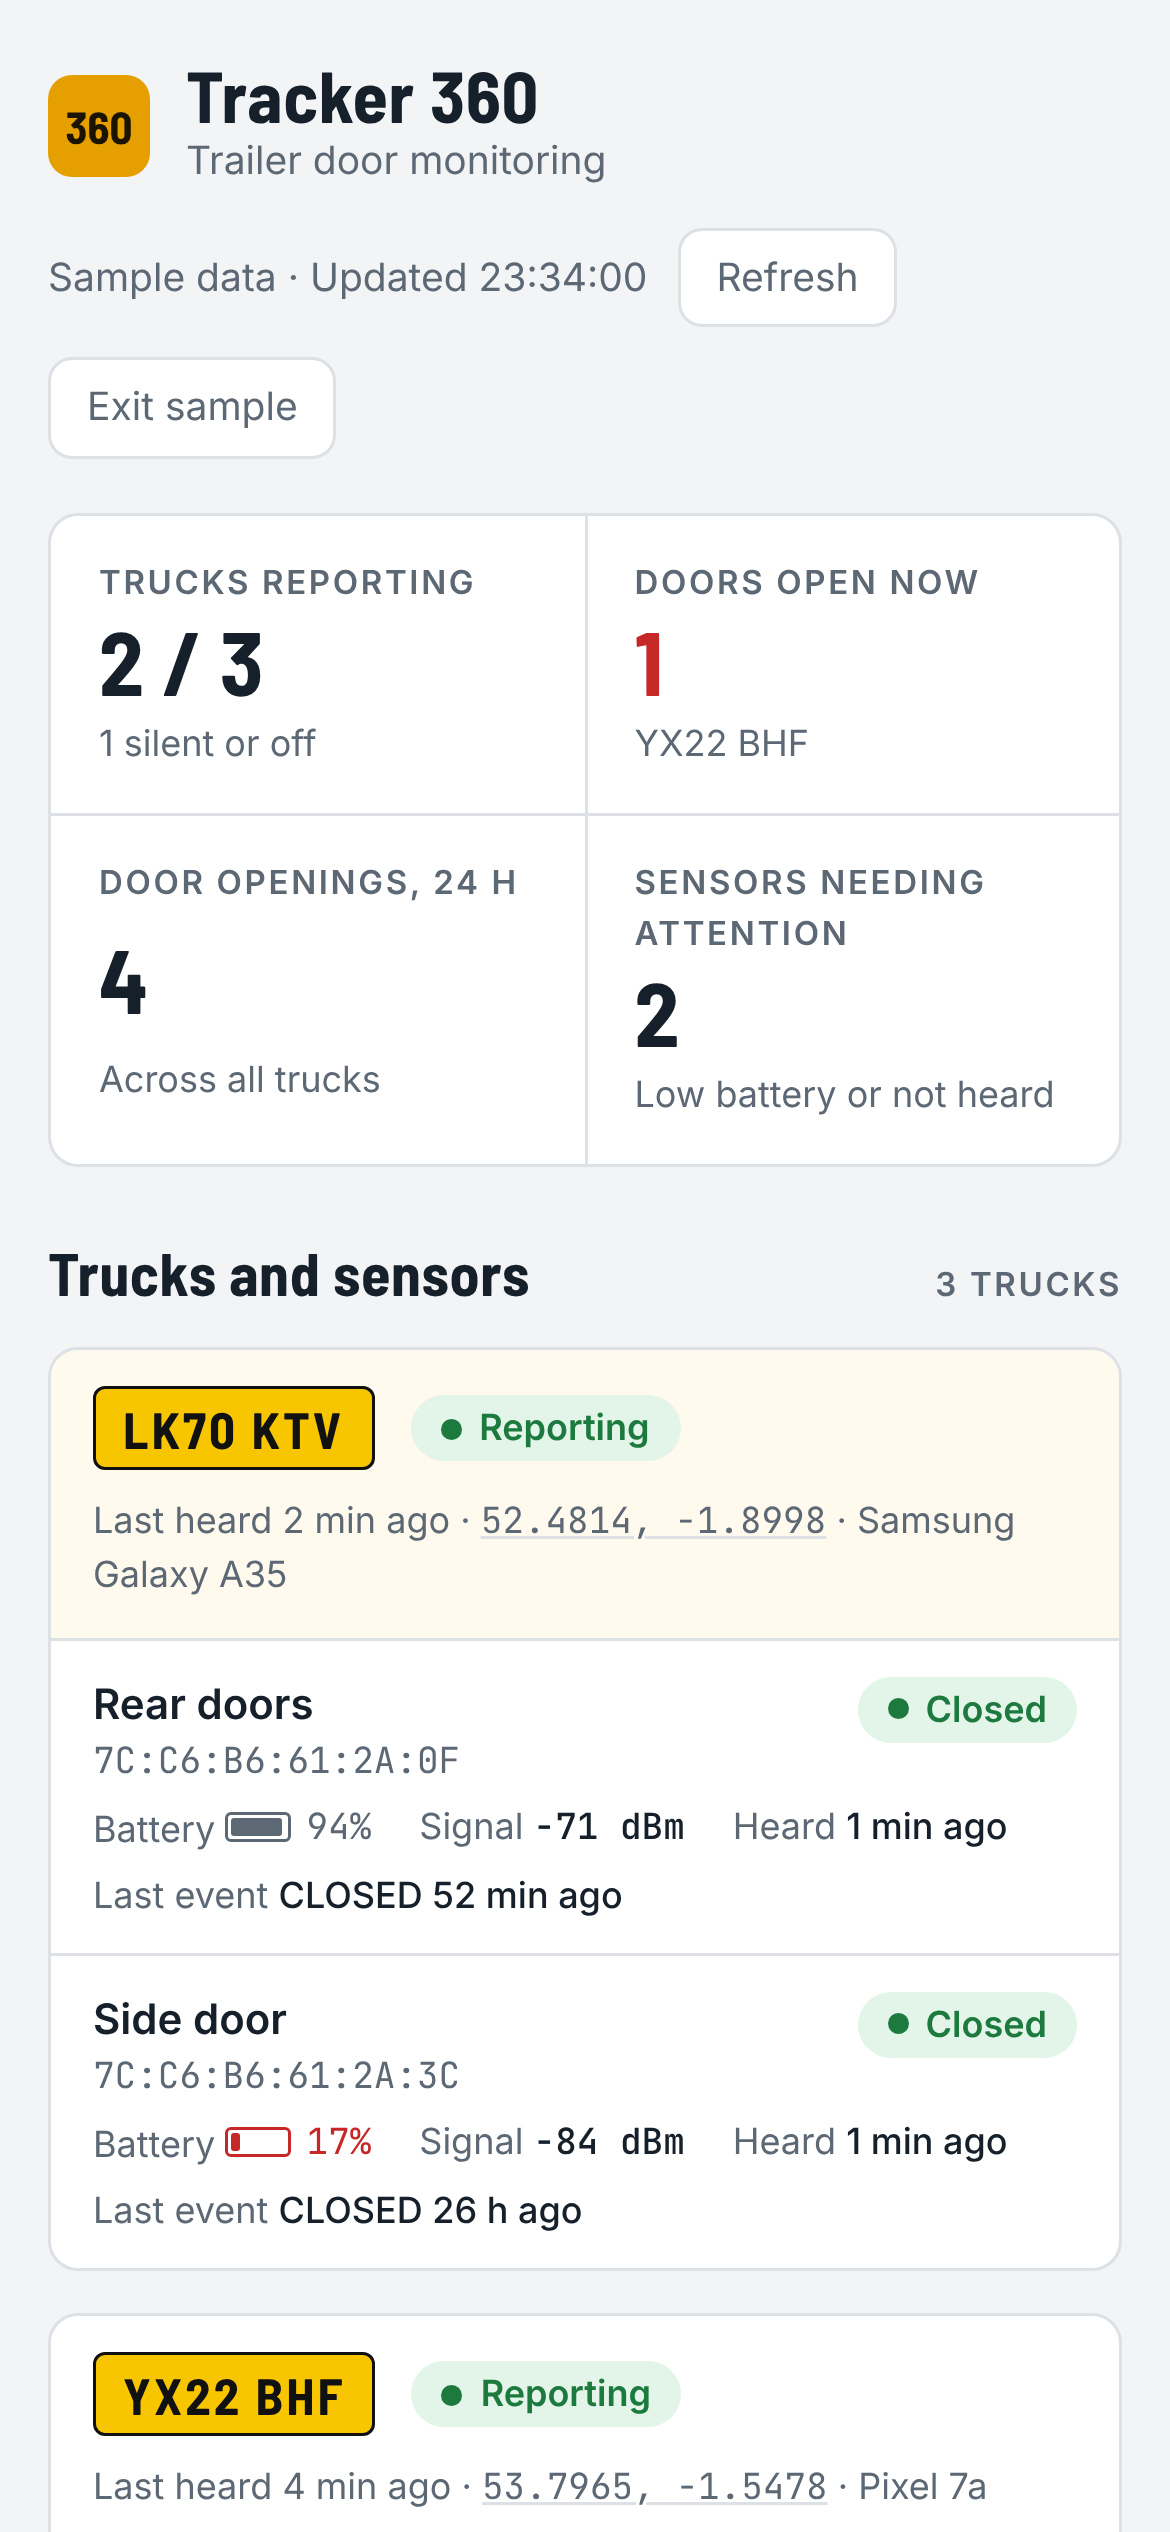 360
Tracker 360
Trailer door monitoring
Sample data · Updated 23:34:00
Refresh
Exit sample
TRUCKS REPORTING
2 / 3
1 silent or off
DOORS OPEN NOW
1
YX22 BHF
DOOR OPENINGS, 24 H
4
Across all trucks
SENSORS NEEDING
ATTENTION
2
Low battery or not heard
Trucks and sensors
3 TRUCKS
LK70 KTV
Reporting
Last heard 2 min ago · 52.4814, -1.8998 · Samsung
Galaxy A35
Rear doors
Closed
7C:C6:B6:61:2A:0F
Battery 94% Signal -71 dBm Heard 1 min ago
Last event CLOSED 52 min ago
Side door
Closed
7C:C6:B6:61:2A:3C
Battery 17% Signal -84 dBm Heard 1 min ago
Last event CLOSED 26 h ago
YX22 BHF
Reporting
Last heard 4 min ago · 53.7965, -1.5478 · Pixel 7a